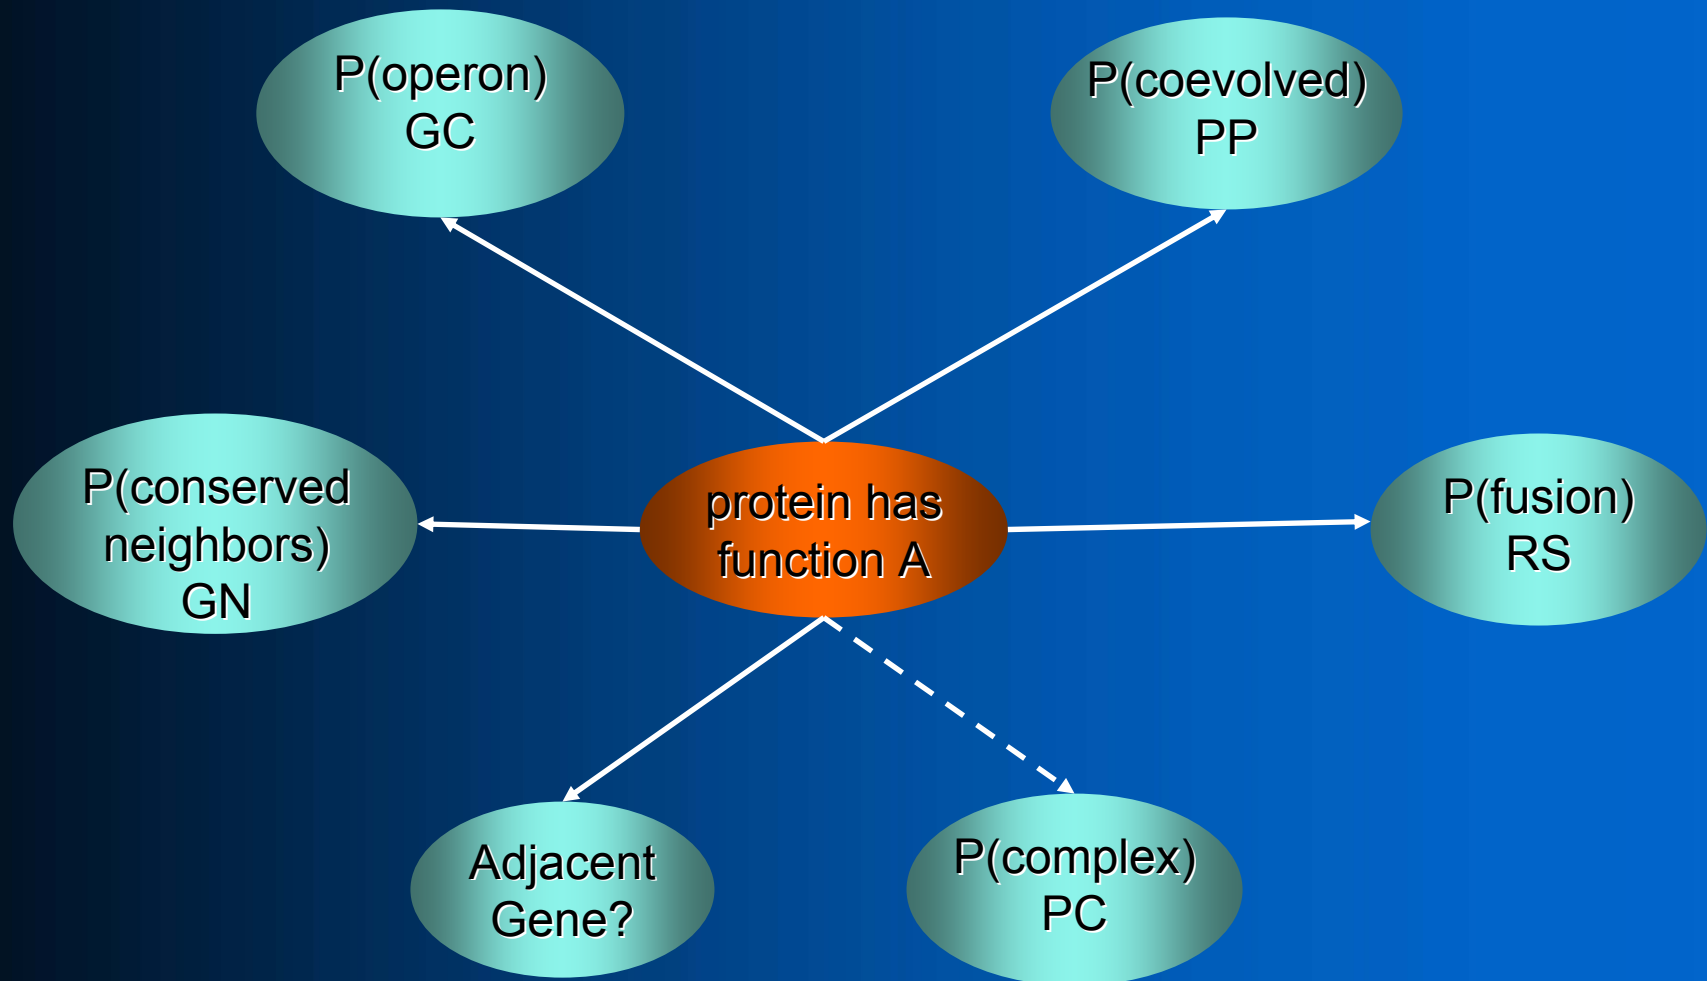 P(operon)
GC
P(coevolved)
PP
P(conserved
neighbors)
GN
protein has
function A
P(fusion)
RS
Adjacent
Gene?
P(complex)
PC